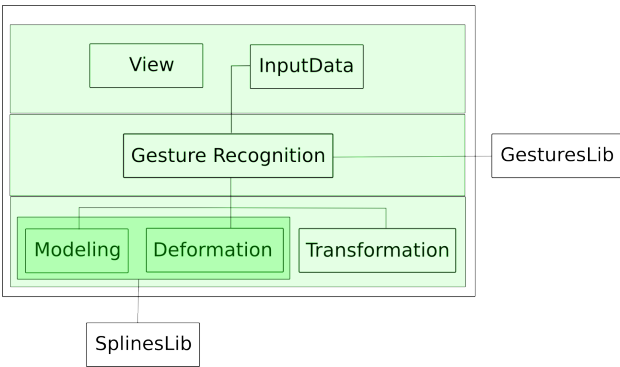 View
InputData
Gesture Recognition
GesturesLib
Modeling
Deformation
Transformation
SplinesLib